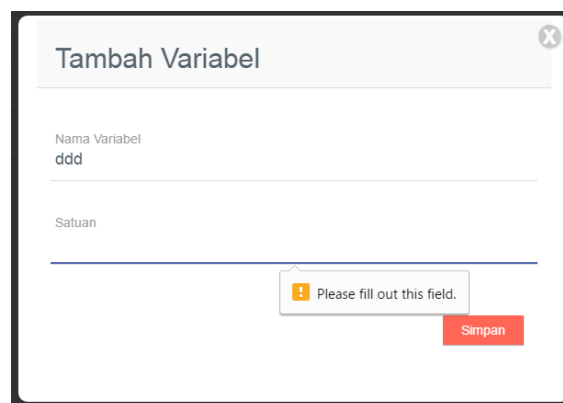 Tambah Variabel
Nama Variabel
ddd
Satuan
Please fill out this field.
Simpan